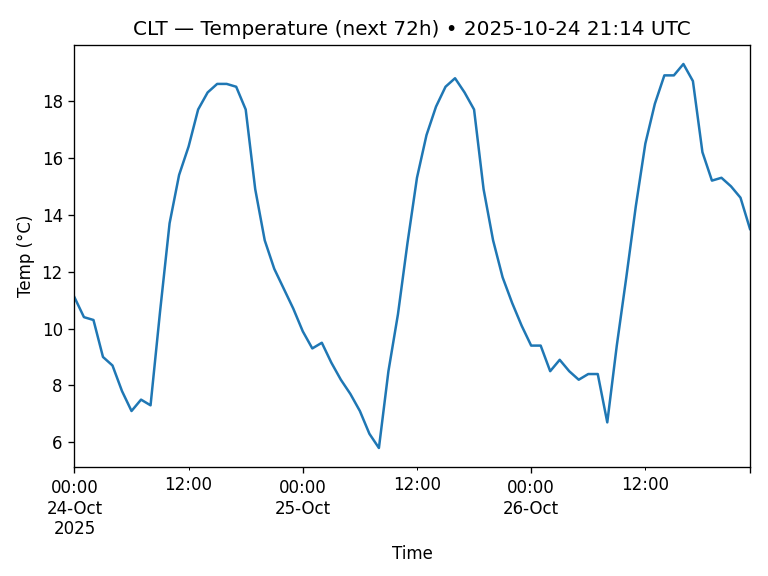 CLT — Temperature (next 72h) • 2025-10-24 21:14 UTC
Temp (°C)
18
16
14
12
10
8
6
00:00 12:00 00:00 12:00 00:00 12:00
24-Oct 25-Oct 26-Oct
2025
Time